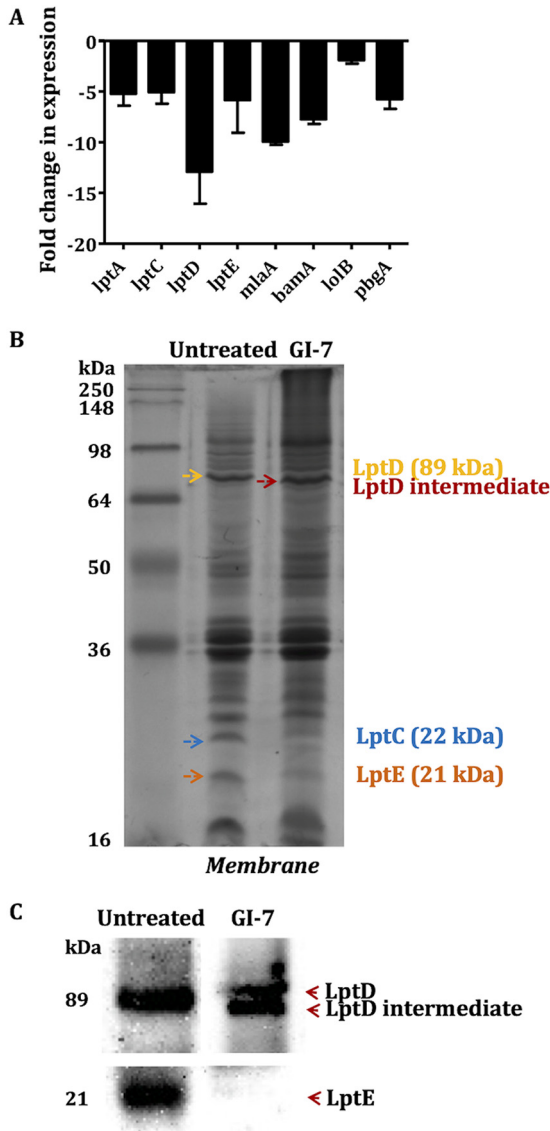 A
Fold change in expression
0
-5
-10
-15
-20
lptA
lptC
lptD
lptE
mlaA
bamA
lolB
pbgA
B
Untreated GI-7
kDa
250
148
98
64
50
36
16
LptD (89 kDa)
LptD intermediate
LptC (22 kDa)
LptE (21 kDa)
Membrane
C
Untreated GI-7
kDa
89
LptD
LptD intermediate
21
LptE